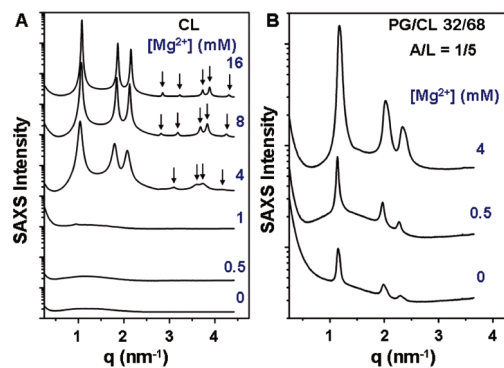 A
CL
[Mg²⁺] (mM)
16
8
4
1
0.5
0
SAXS Intensity
1 2 3 4
q (nm⁻¹)
B
PG/CL 32/68
A/L = 1/5
[Mg²⁺] (mM)
4
0.5
0
SAXS Intensity
1 2 3 4
q (nm⁻¹)